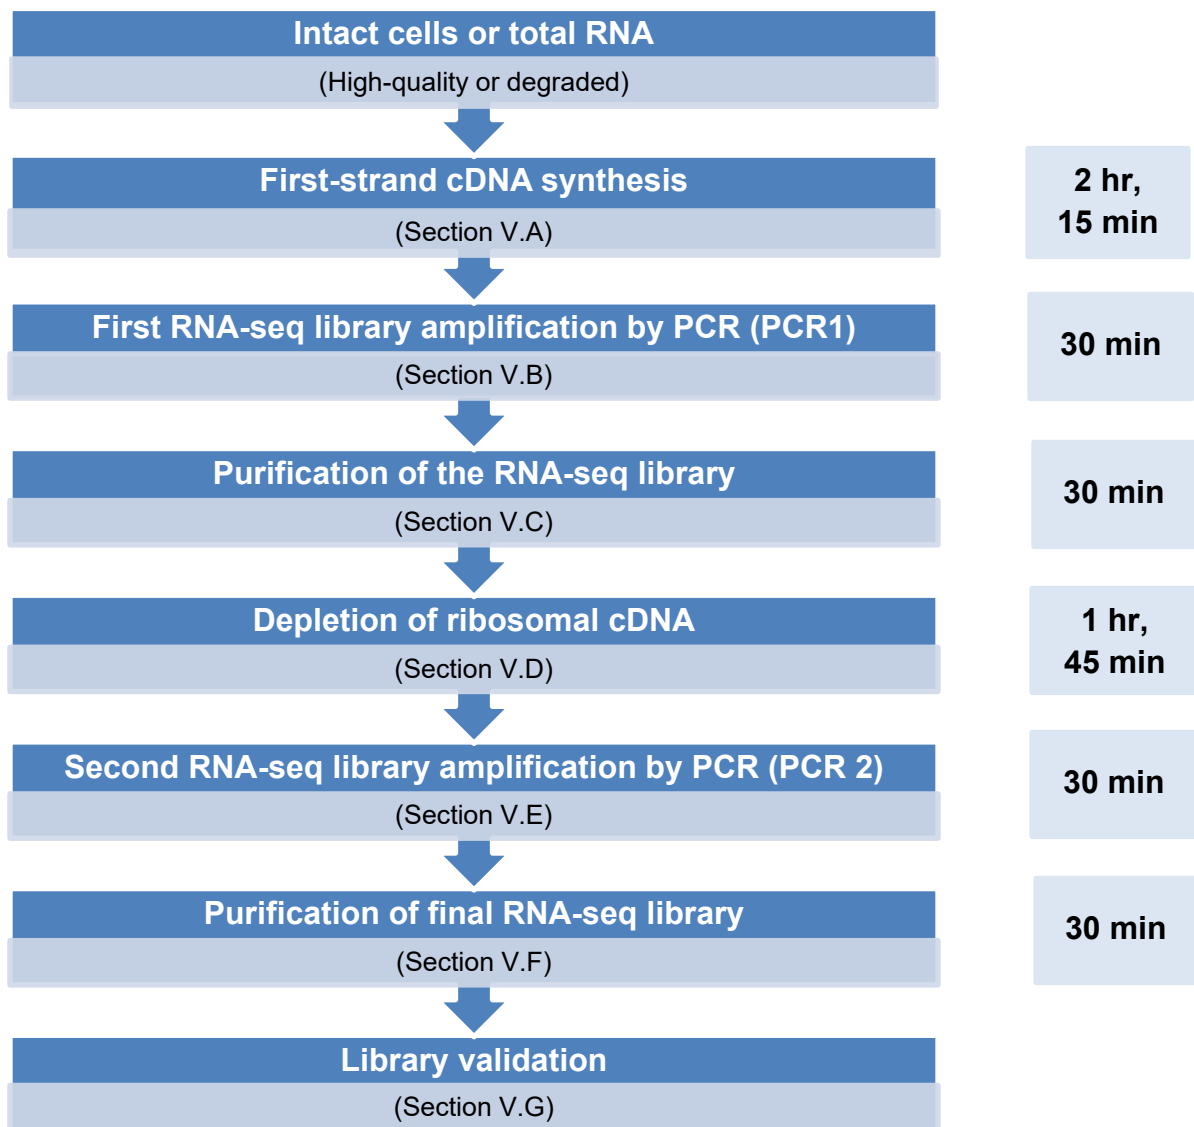 Intact cells or total RNA
(High-quality or degraded)
First-strand cDNA synthesis
(Section V.A)
2 hr,
15 min
First RNA-seq library amplification by PCR (PCR1)
(Section V.B)
30 min
Purification of the RNA-seq library
(Section V.C)
30 min
Depletion of ribosomal cDNA
(Section V.D)
1 hr,
45 min
Second RNA-seq library amplification by PCR (PCR 2)
(Section V.E)
30 min
Purification of final RNA-seq library
(Section V.F)
30 min
Library validation
(Section V.G)